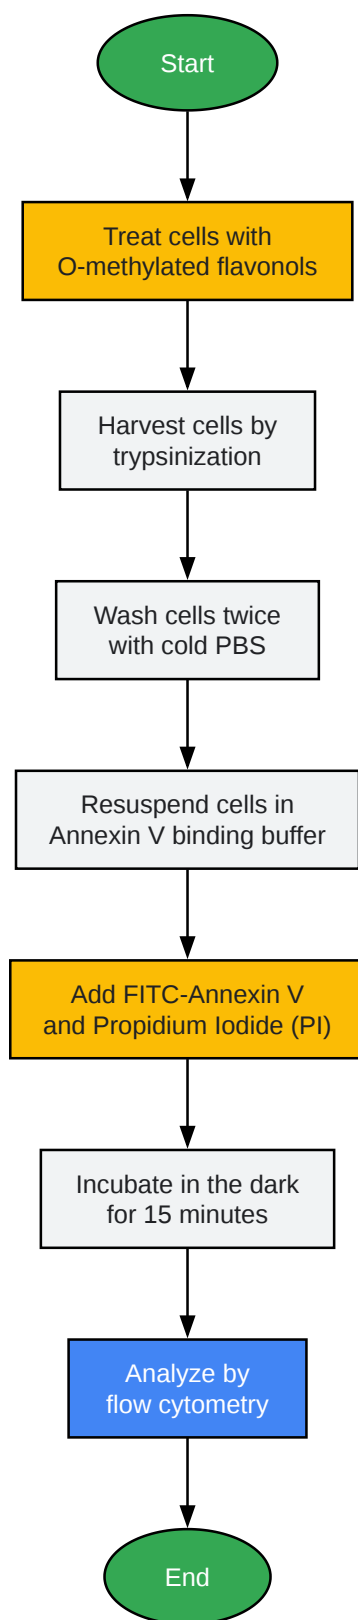 Start
Treat cells with
O-methylated flavonols
Harvest cells by
trypsinization
Wash cells twice
with cold PBS
Resuspend cells in
Annexin V binding buffer
Add FITC-Annexin V
and Propidium Iodide (PI)
Incubate in the dark
for 15 minutes
Analyze by
flow cytometry
End